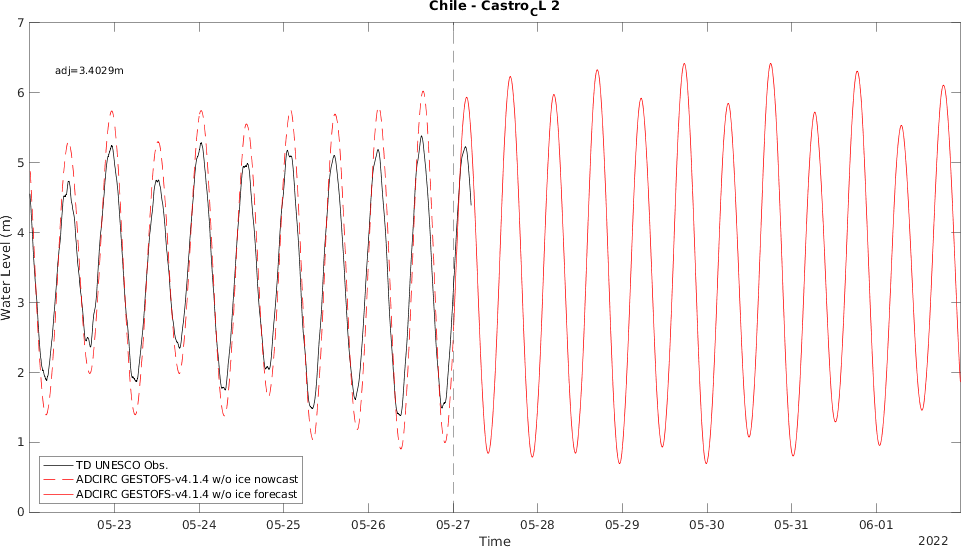 Chile - Castro_CL 2
7
adj=3.4029m
6
5
4
Water Level (m)
3
2
1
TD UNESCO Obs.
ADCIRC GESTOFS-v4.1.4 w/o ice nowcast
ADCIRC GESTOFS-v4.1.4 w/o ice forecast
0
05-23 05-24 05-25 05-26 05-27 05-28 05-29 05-30 05-31 06-01
Time
2022